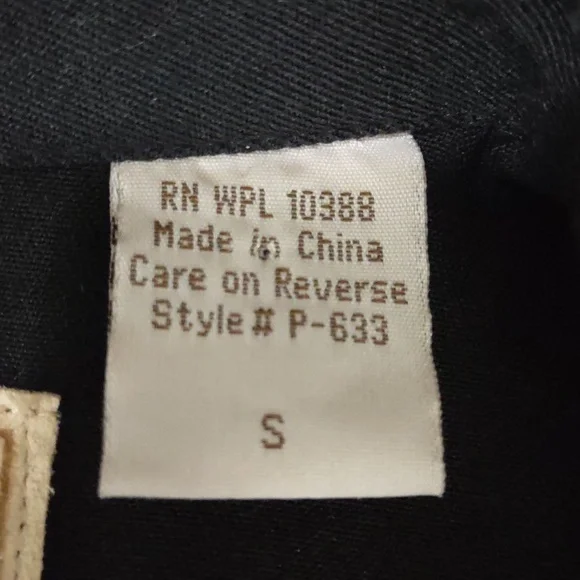 RN WPL 10388
Made in China
Care on Reverse
Style# P-633
S